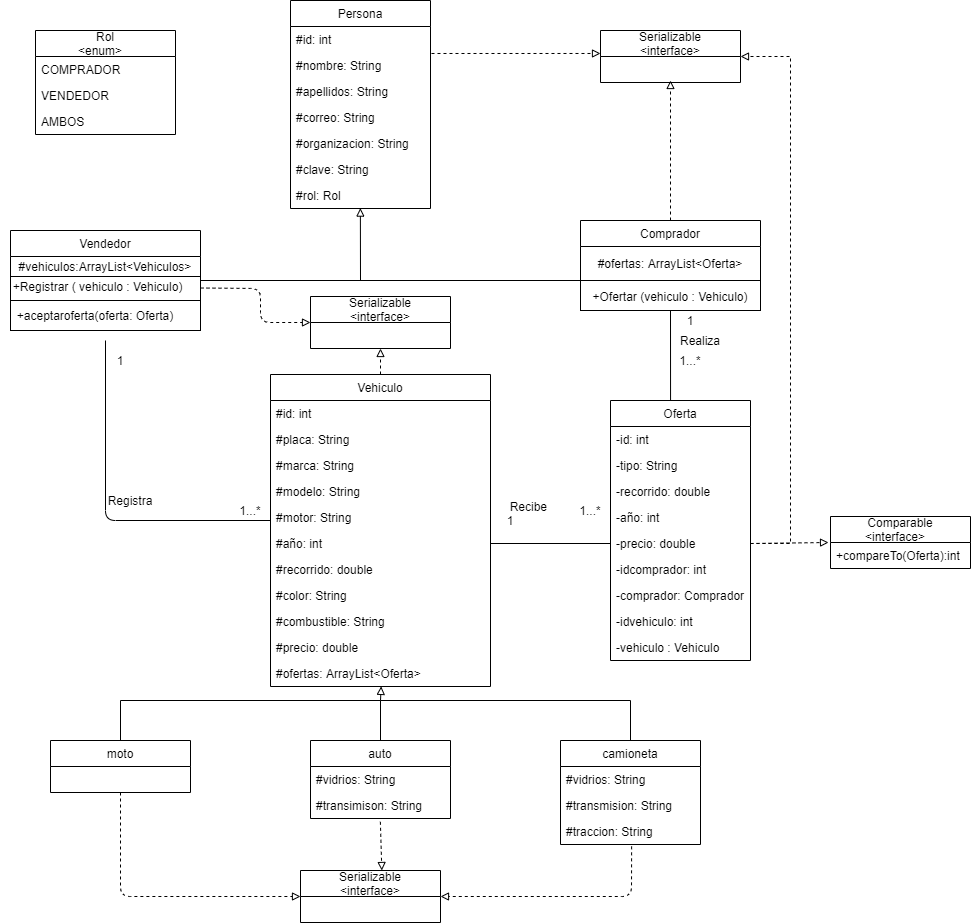 Persona
#id: int
#nombre: String
#apellidos: String
#correo: String
#organizacion: String
#clave: String
#rol: Rol
Rol
<enum>
COMPRADOR
VENDEDOR
AMBOS
Serializable
<interface>
Vendedor
#vehiculos:ArrayList<Vehiculos>
+Registrar ( vehiculo : Vehiculo)
+aceptaroferta(oferta: Oferta)
Comprador
#ofertas: ArrayList<Oferta>
+Ofertar (vehiculo : Vehiculo)
Serializable
<interface>
1
Realiza
1...*
1
Registra
1...*
Vehiculo
#id: int
#placa: String
#marca: String
#modelo: String
#motor: String
#año: int
#recorrido: double
#color: String
#combustible: String
#precio: double
#ofertas: ArrayList<Oferta>
Recibe
1
1...*
Oferta
-id: int
-tipo: String
-recorrido: double
-año: int
-precio: double
-idcomprador: int
-comprador: Comprador
-idvehiculo: int
-vehiculo : Vehiculo
Comparable
<interface>
+compareTo(Oferta):int
moto
auto
#vidrios: String
#transimison: String
camioneta
#vidrios: String
#transmision: String
#traccion: String
Serializable
<interface>